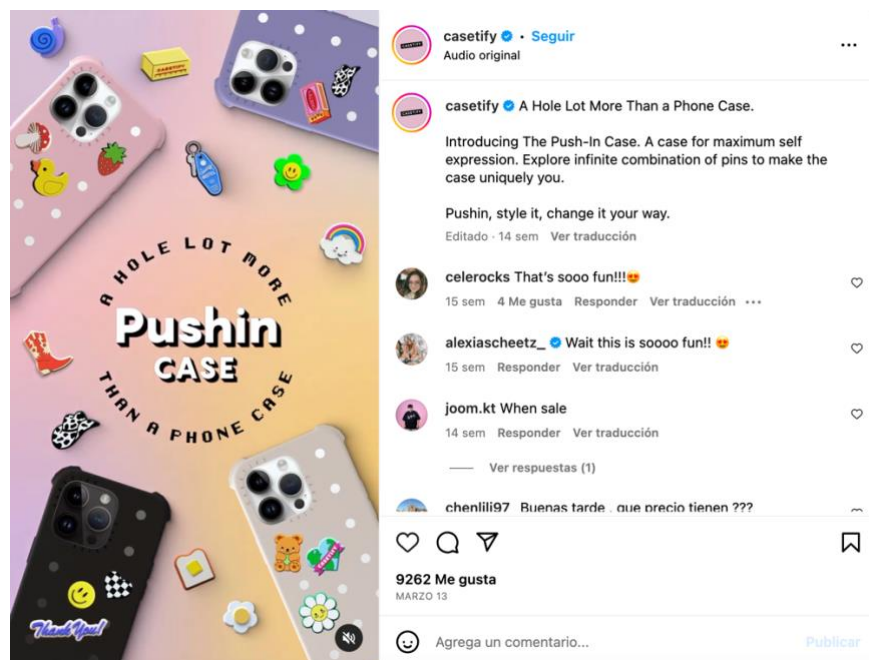 A HOLE LOT MORE
Pushin
CASE
THAN A PHONE CASE
CASETIFY
Thank You!
casetify • Seguir
Audio original
casetify A Hole Lot More Than a Phone Case.
Introducing The Push-In Case. A case for maximum self
expression. Explore infinite combination of pins to make the
case uniquely you.
Pushin, style it, change it your way.
Editado · 14 sem Ver traducción
celerocks That's sooo fun!!!😍
15 sem 4 Me gusta Responder Ver traducción •••
alexiascheetz_ Wait this is soooo fun!! 😍
15 sem Responder Ver traducción
joom.kt When sale
14 sem Responder Ver traducción
Ver respuestas (1)
chenlili97 Buenas tarde , que precio tienen ???
9262 Me gusta
MARZO 13
Agrega un comentario...
Publicar